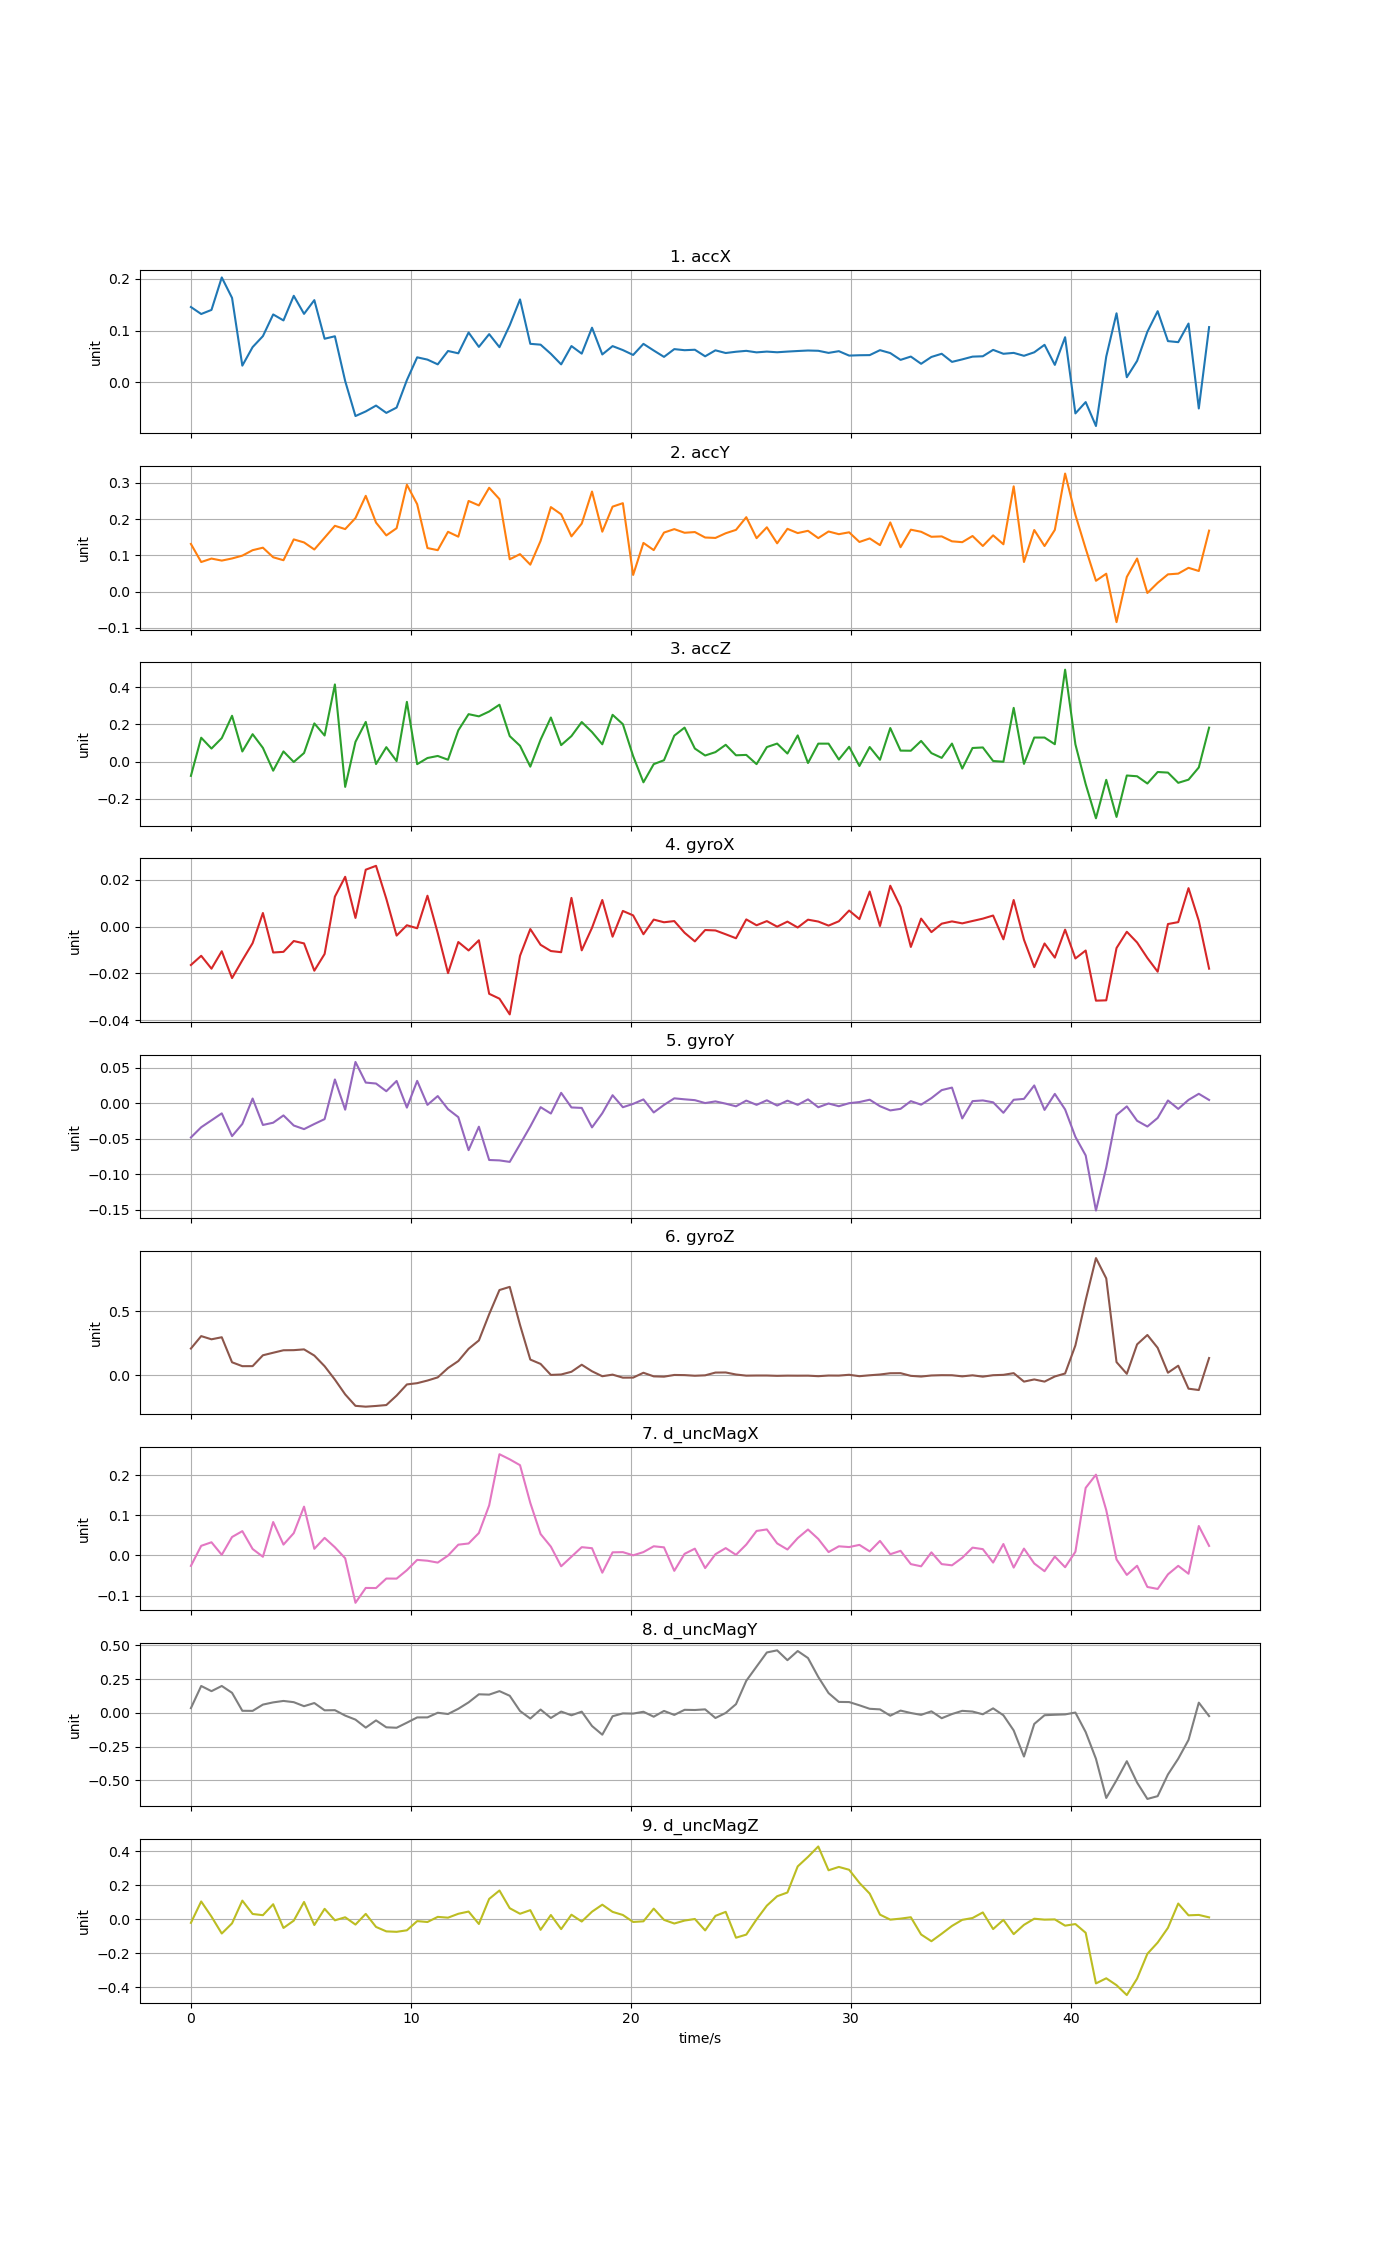 1. accX
0.2
0.1
0.0
unit
2. accY
0.3
0.2
0.1
0.0
−0.1
unit
3. accZ
0.4
0.2
0.0
−0.2
unit
4. gyroX
0.02
0.00
−0.02
−0.04
unit
5. gyroY
0.05
0.00
−0.05
−0.10
−0.15
unit
6. gyroZ
0.5
0.0
unit
7. d_uncMagX
0.2
0.1
0.0
−0.1
unit
8. d_uncMagY
0.50
0.25
0.00
−0.25
−0.50
unit
9. d_uncMagZ
0.4
0.2
0.0
−0.2
−0.4
unit
0 10 20 30 40
time/s